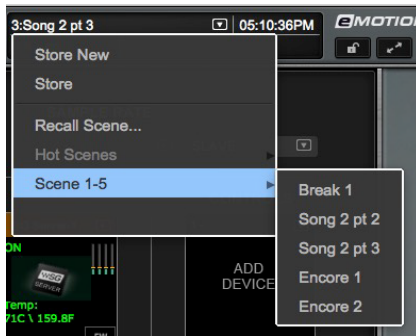 3:Song 2 pt 3
05:10:36PM
eMOTION
Store New
Store
Recall Scene...
Hot Scenes
Scene 1-5
Break 1
Song 2 pt 2
Song 2 pt 3
Encore 1
Encore 2
ON
WSG
SERVER
ADD
DEVICE
Temp:
71C \ 159.8F